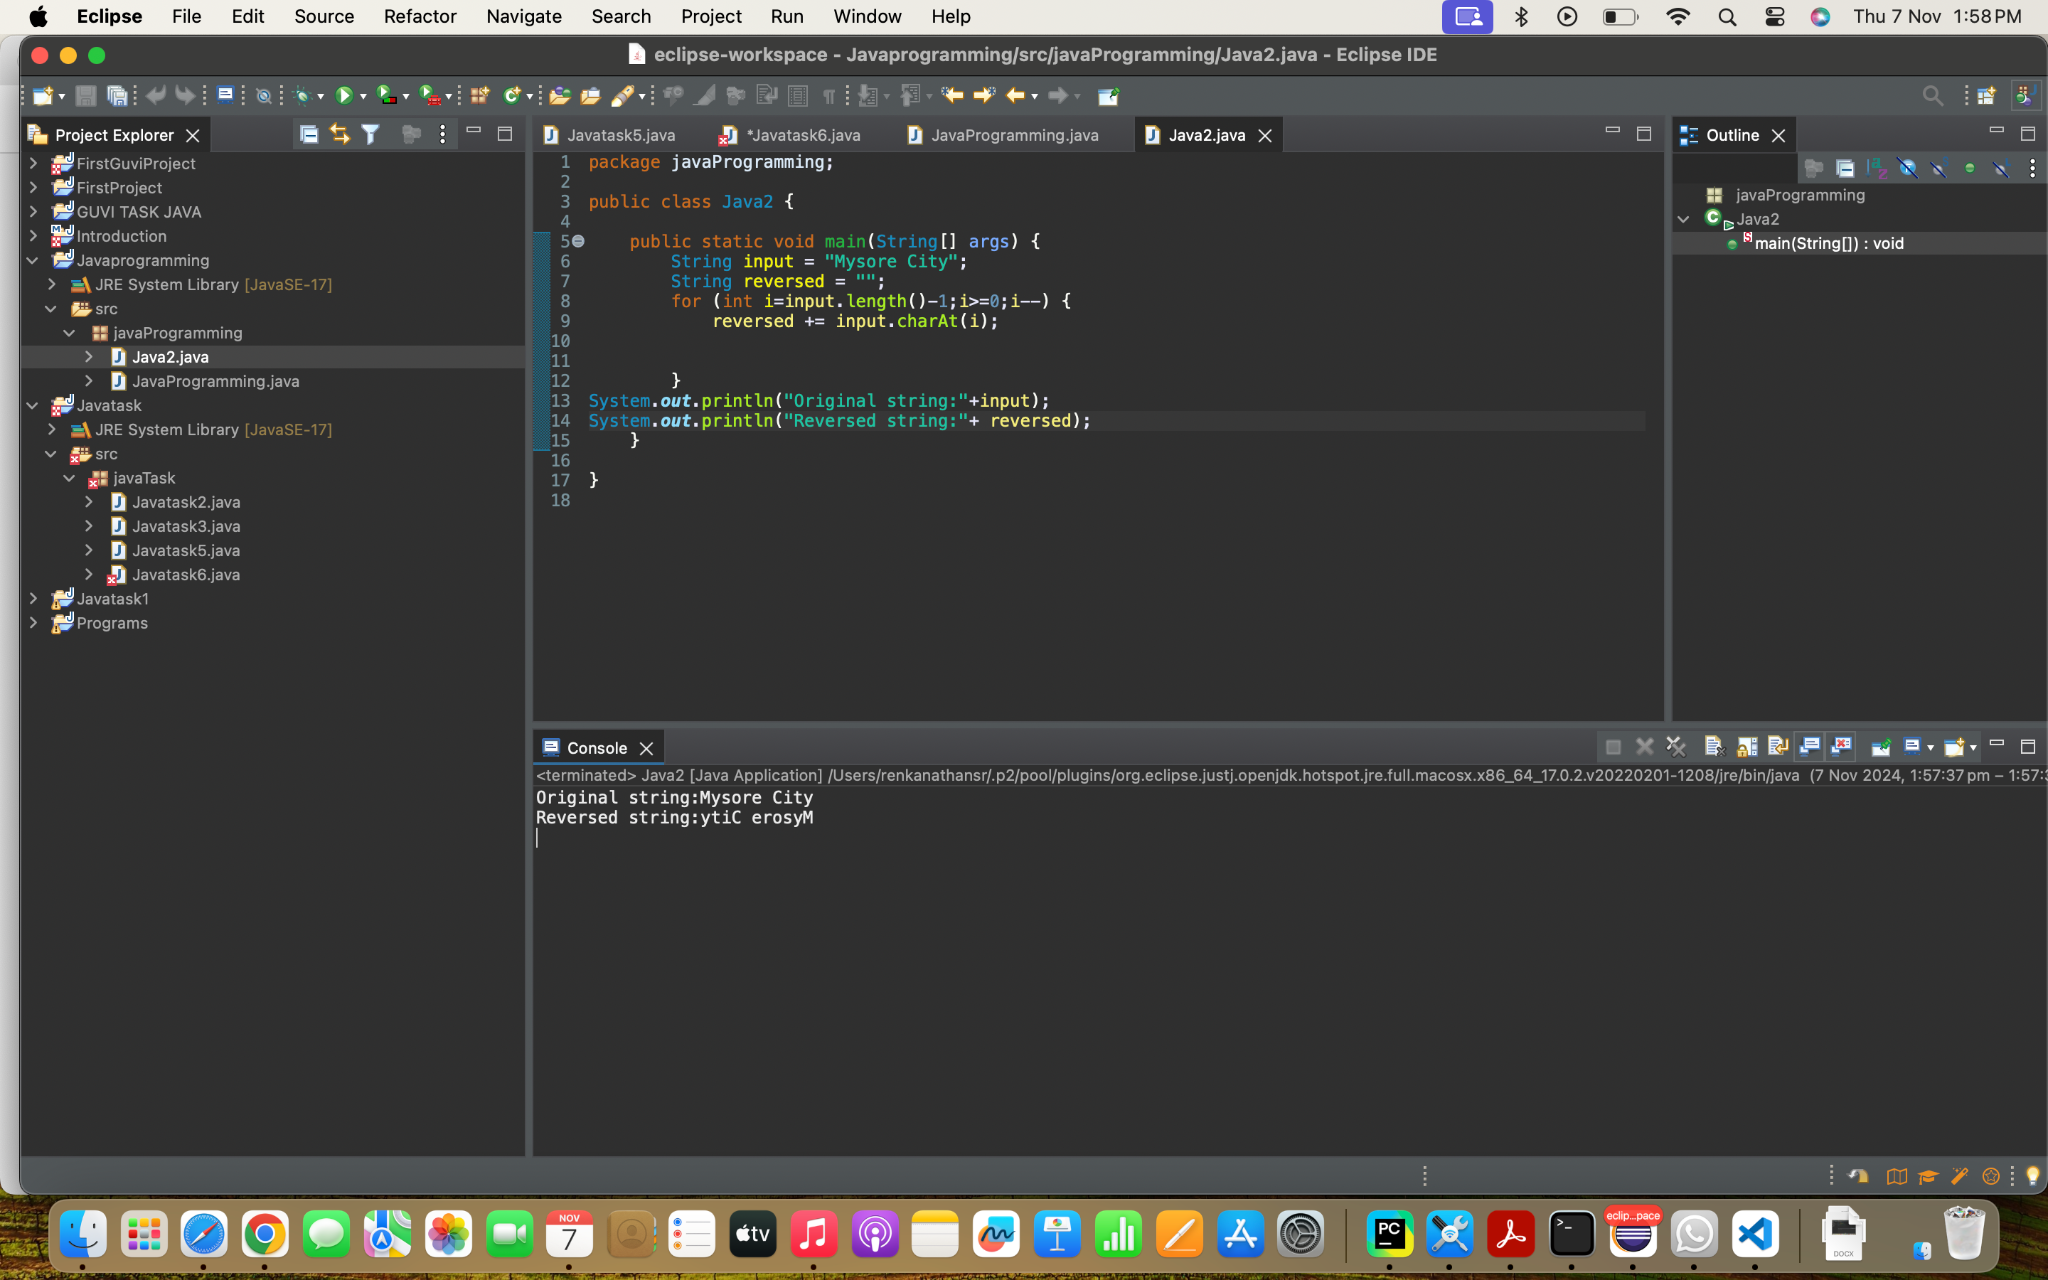 Eclipse File Edit Source Refactor Navigate Search Project Run Window Help Thu 7 Nov 1:58 PM
eclipse-workspace - Javaprogramming/src/javaProgramming/Java2.java - Eclipse IDE
Project Explorer
FirstGuviProject
FirstProject
GUVI TASK JAVA
Introduction
Javaprogramming
JRE System Library [JavaSE-17]
src
javaProgramming
Java2.java
JavaProgramming.java
Javatask
JRE System Library [JavaSE-17]
src
javaTask
Javatask2.java
Javatask3.java
Javatask5.java
Javatask6.java
Javatask1
Programs
Javatask5.java *Javatask6.java JavaProgramming.java Java2.java
1 package javaProgramming;
2
3 public class Java2 {
4
5 public static void main(String[] args) {
6 String input = "Mysore City";
7 String reversed = "";
8 for (int i=input.length()-1;i>=0;i--) {
9 reversed += input.charAt(i);
10
11
12 }
13 System.out.println("Original string:"+input);
14 System.out.println("Reversed string:"+ reversed);
15 }
16
17 }
18
Outline
javaProgramming
Java2
main(String[]) : void
Console
<terminated> Java2 [Java Application] /Users/renkanathansr/.p2/pool/plugins/org.eclipse.justj.openjdk.hotspot.jre.full.macosx.x86_64_17.0.2.v20220201-1208/jre/bin/java (7 Nov 2024, 1:57:37 pm – 1:57:3
Original string:Mysore City
Reversed string:ytiC erosyM
NOV
7
tv
PC
eclip...pace
DOCX